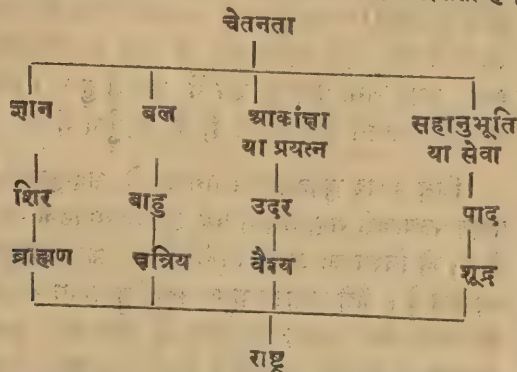 चेतनता
ज्ञान बल आकांक्षा सहानुभूति
या प्रयत्न या सेवा
शिर बाहु उदर पाद
ब्राह्मण क्षत्रिय वैश्य शूद्र
राष्ट्र